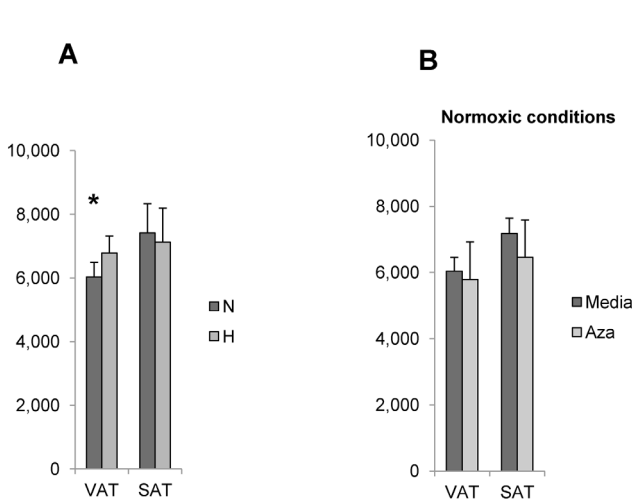 A
10,000
8,000
6,000
4,000
2,000
0
*
VAT SAT
N
H
B
Normoxic conditions
10,000
8,000
6,000
4,000
2,000
0
VAT SAT
Media
Aza